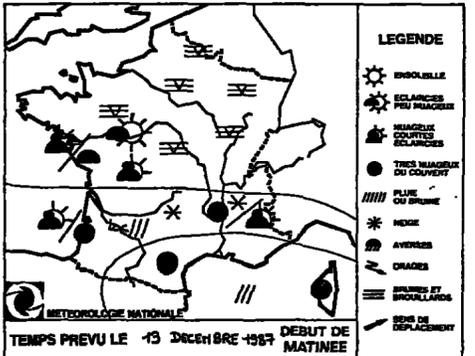 LEGENDE
ENSOLEILLE
ECLAIRCIES
PEU NUAGEUX
NUAGEUX
COURTES
ECLAIRCIES
TRES NUAGEUX
OU COUVERT
PLUIE
OU BRUINE
NEIGE
AVERSES
ORAGES
BRUMES ET
BROUILLARDS
SENS DE
DEPLACEMENT
METEOROLOGIE NATIONALE
TEMPS PREVU LE 19 DECEMBRE 1987 DEBUT DE
MATINEE